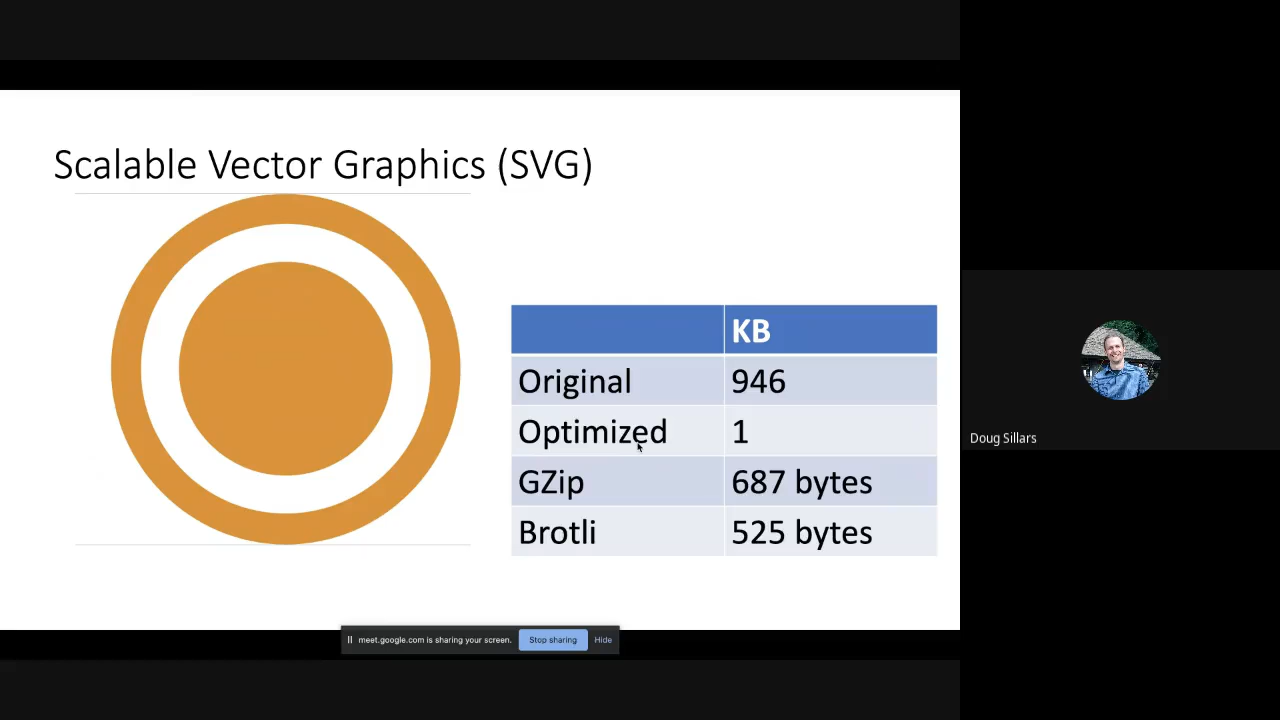 Scalable Vector Graphics (SVG)
KB
Original 946
Optimized 1
GZip 687 bytes
Brotli 525 bytes
Doug Sillars
meet.google.com is sharing your screen. Stop sharing Hide